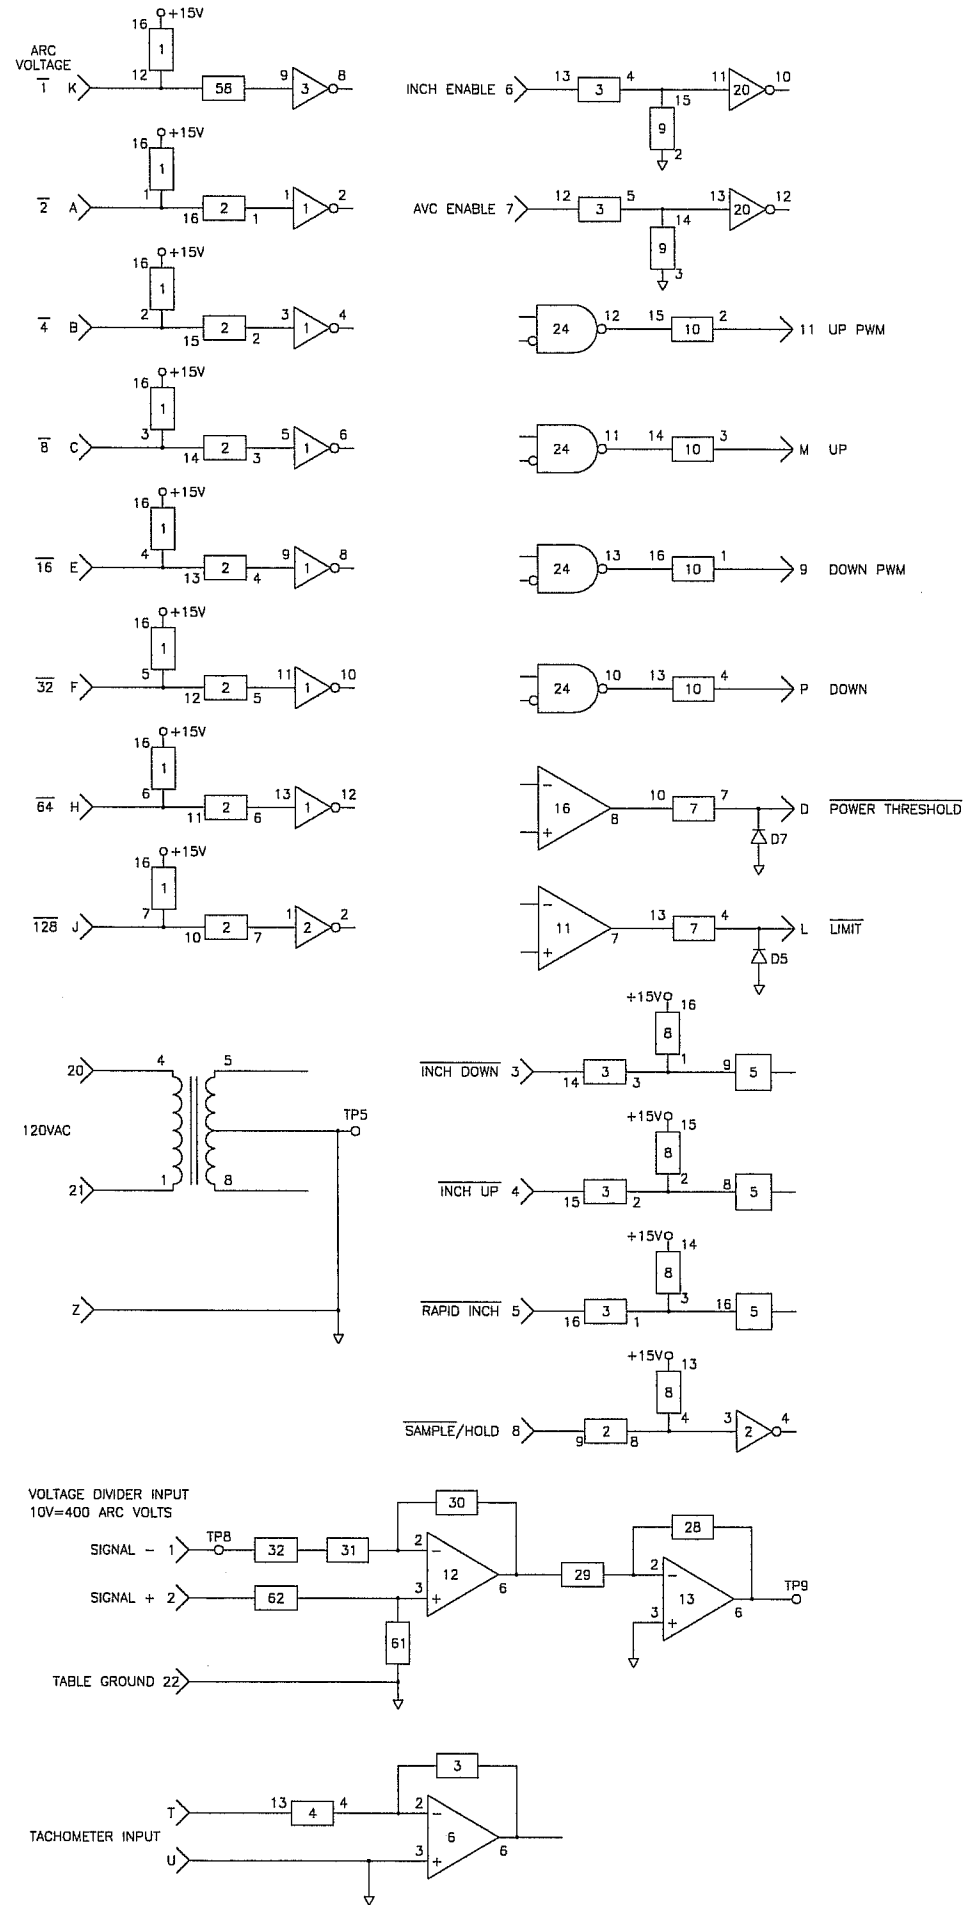 16 +15V
1
ARC
VOLTAGE
1 K 12 58 9 3 8
16 +15V
1
2 A 1 16 2 1 1 1 2
16 +15V
1
4 B 2 15 2 2 3 1 4
16 +15V
1
8 C 3 14 2 3 5 1 6
16 +15V
1
16 E 4 13 2 4 9 1 8
16 +15V
1
32 F 5 12 2 5 11 1 10
16 +15V
1
64 H 6 11 2 6 13 1 12
16 +15V
1
128 J 7 10 2 7 1 2 2
INCH ENABLE 6 13 3 4 11 20 10
15
9
2
AVC ENABLE 7 12 3 5 13 20 12
14
9
3
24 12 15 10 2 11 UP PWM
24 11 14 10 3 M UP
24 13 16 10 1 9 DOWN PWM
24 10 13 10 4 P DOWN
− + 16 8 10 7 7 D POWER THRESHOLD
D7
− + 11 7 13 7 4 L LIMIT
D5
+15V 16
8
1
INCH DOWN 3 14 3 3 9 5
+15V 15
8
2
INCH UP 4 15 3 2 8 5
+15V 14
8
3
RAPID INCH 5 16 3 1 16 5
+15V 13
8
4
SAMPLE/HOLD 8 9 2 8 3 2 4
20 4 5
TP5
120VAC
21 1 8
Z
VOLTAGE DIVIDER INPUT
10V=400 ARC VOLTS
30 28
SIGNAL − 1 TP8 32 31 2 − 12 6 29 2 − 13 6 TP9
SIGNAL + 2 62 3 + 3 +
61
TABLE GROUND 22
3
T 13 4 4 2 − 6 6
TACHOMETER INPUT
U 3 +